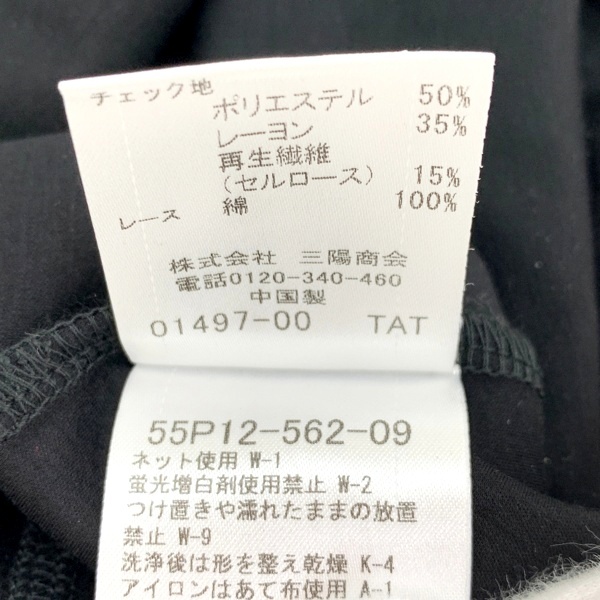 チェック地
ポリエステル 50%
レーヨン 35%
再生繊維
(セルロース) 15%
レース 綿 100%
株式会社 三陽商会
電話0120-340-460
中国製
01497-00 TAT
55P12-562-09
ネット使用 W-1
蛍光増白剤使用禁止 W-2
つけ置きや濡れたままの放置
禁止 W-9
洗浄後は形を整え乾燥 K-4
アイロンはあて布使用 A-1